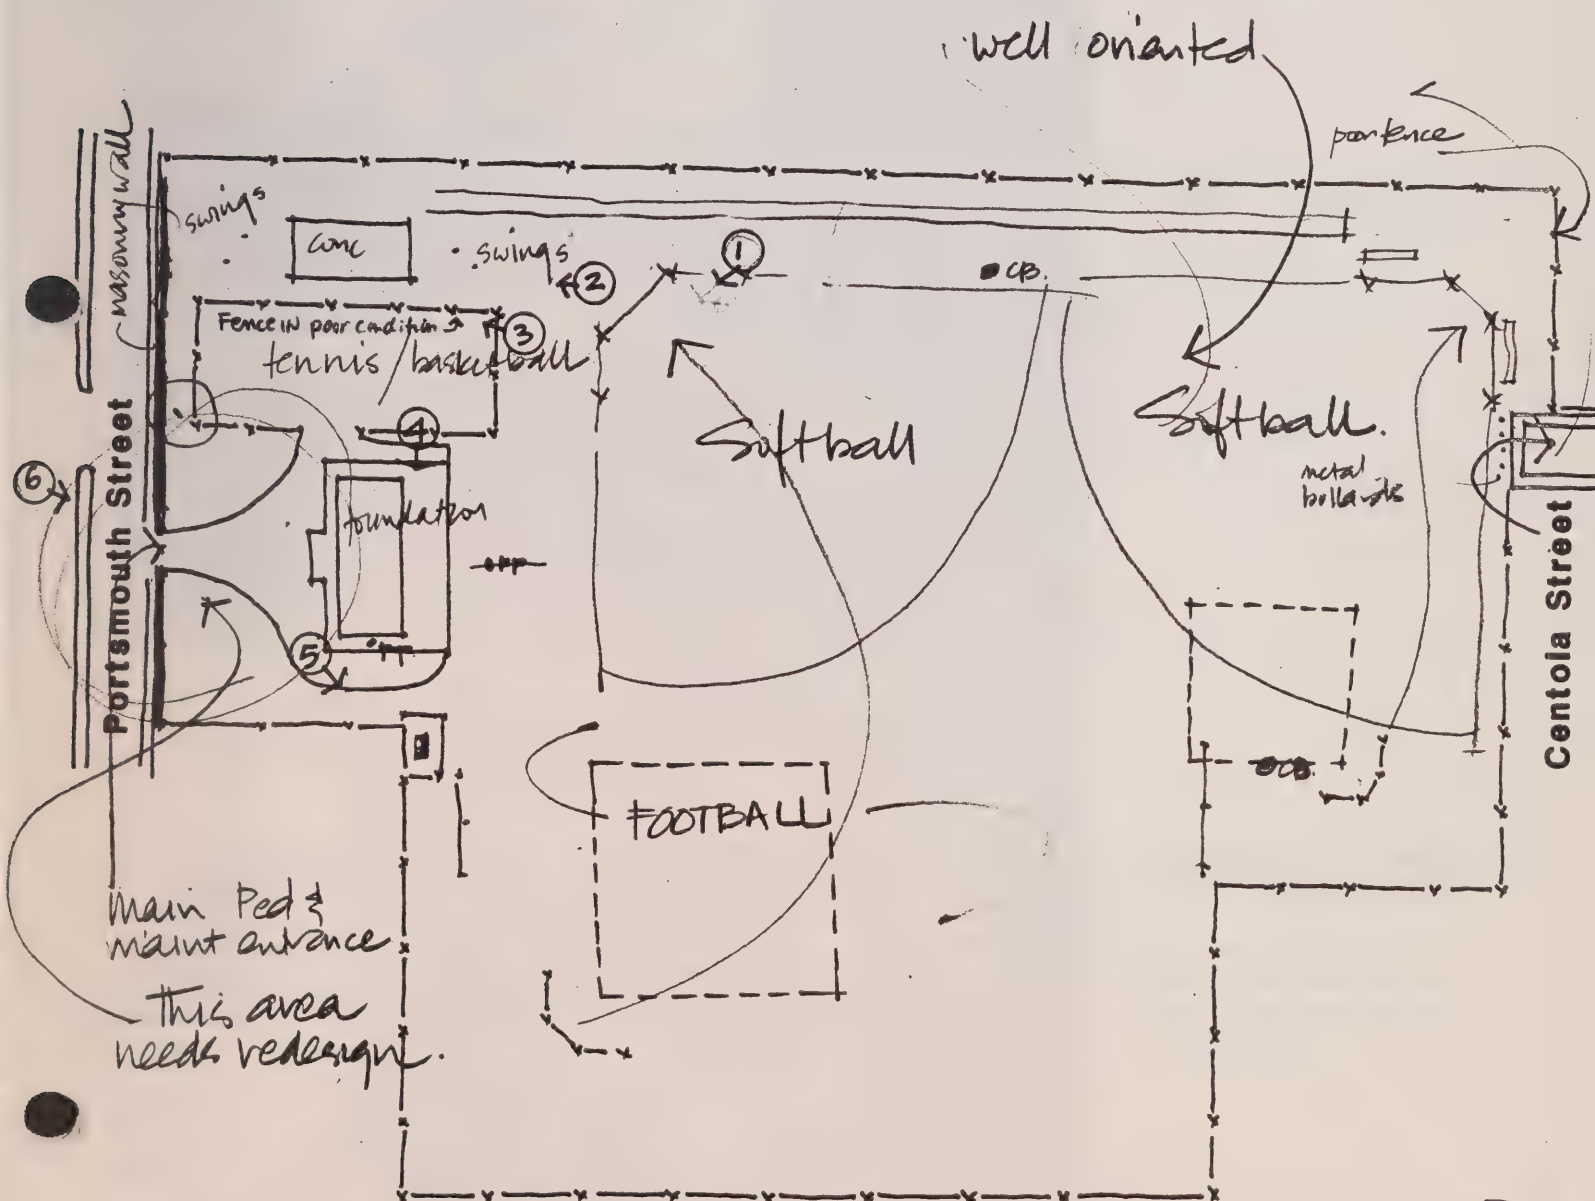 well oriented
poor fence
masonry wall
swings
conc
swings
1
2
CB.
Fence IN poor condition
3
tennis/basketball
4
Softball
Softball.
metal
bollards
6
Portsmouth Street
foundation
5
Centola Street
CB.
FOOTBALL
Main Ped &
maint entrance
This area
needs redesign.